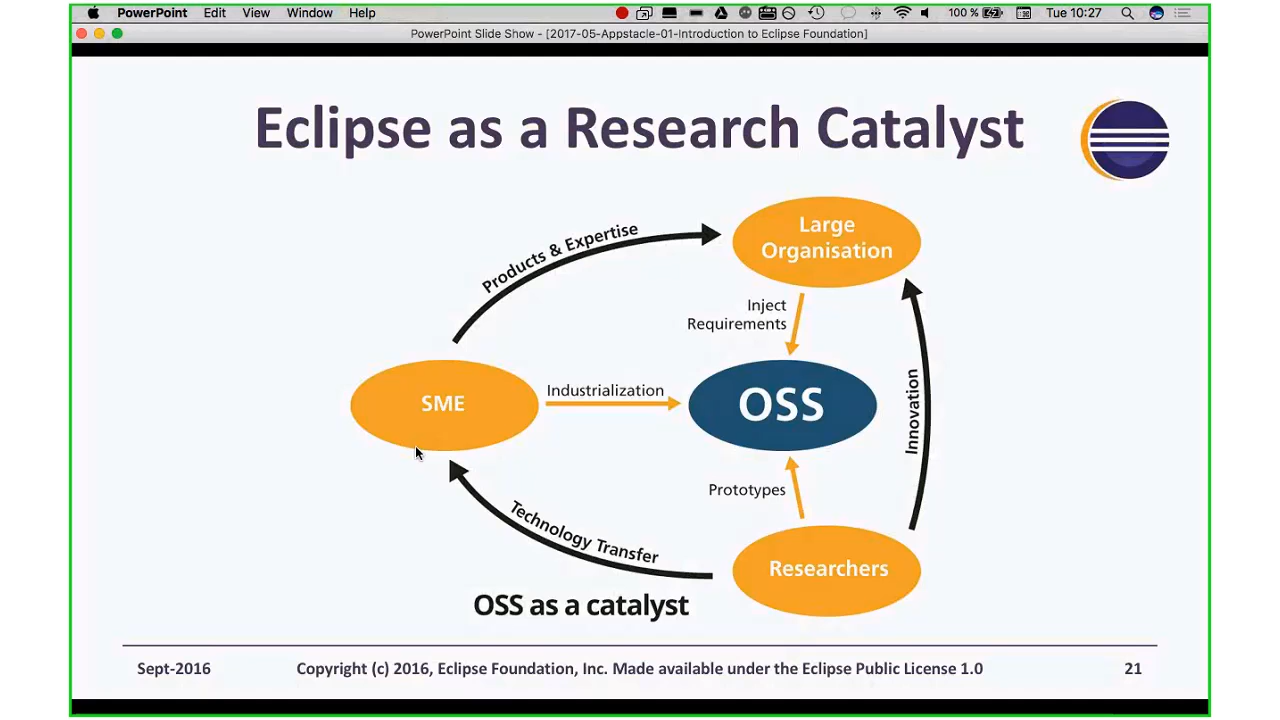 PowerPoint Edit View Window Help 100 % Tue 10:27
PowerPoint Slide Show - [2017-05-Appstacle-01-Introduction to Eclipse Foundation]
Eclipse as a Research Catalyst
Products & Expertise
Large
Organisation
Inject
Requirements
SME
Industrialization
OSS
Innovation
Prototypes
Technology Transfer
Researchers
OSS as a catalyst
Sept-2016 Copyright (c) 2016, Eclipse Foundation, Inc. Made available under the Eclipse Public License 1.0 21